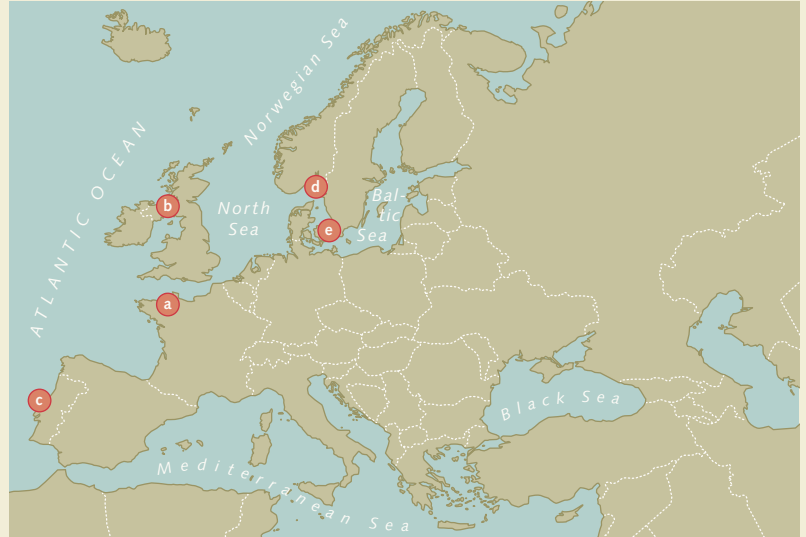 Norwegian Sea
ATLANTIC OCEAN
d
b
Bal-
tic
Sea
North
Sea
e
a
c
Black Sea
Mediterranean Sea